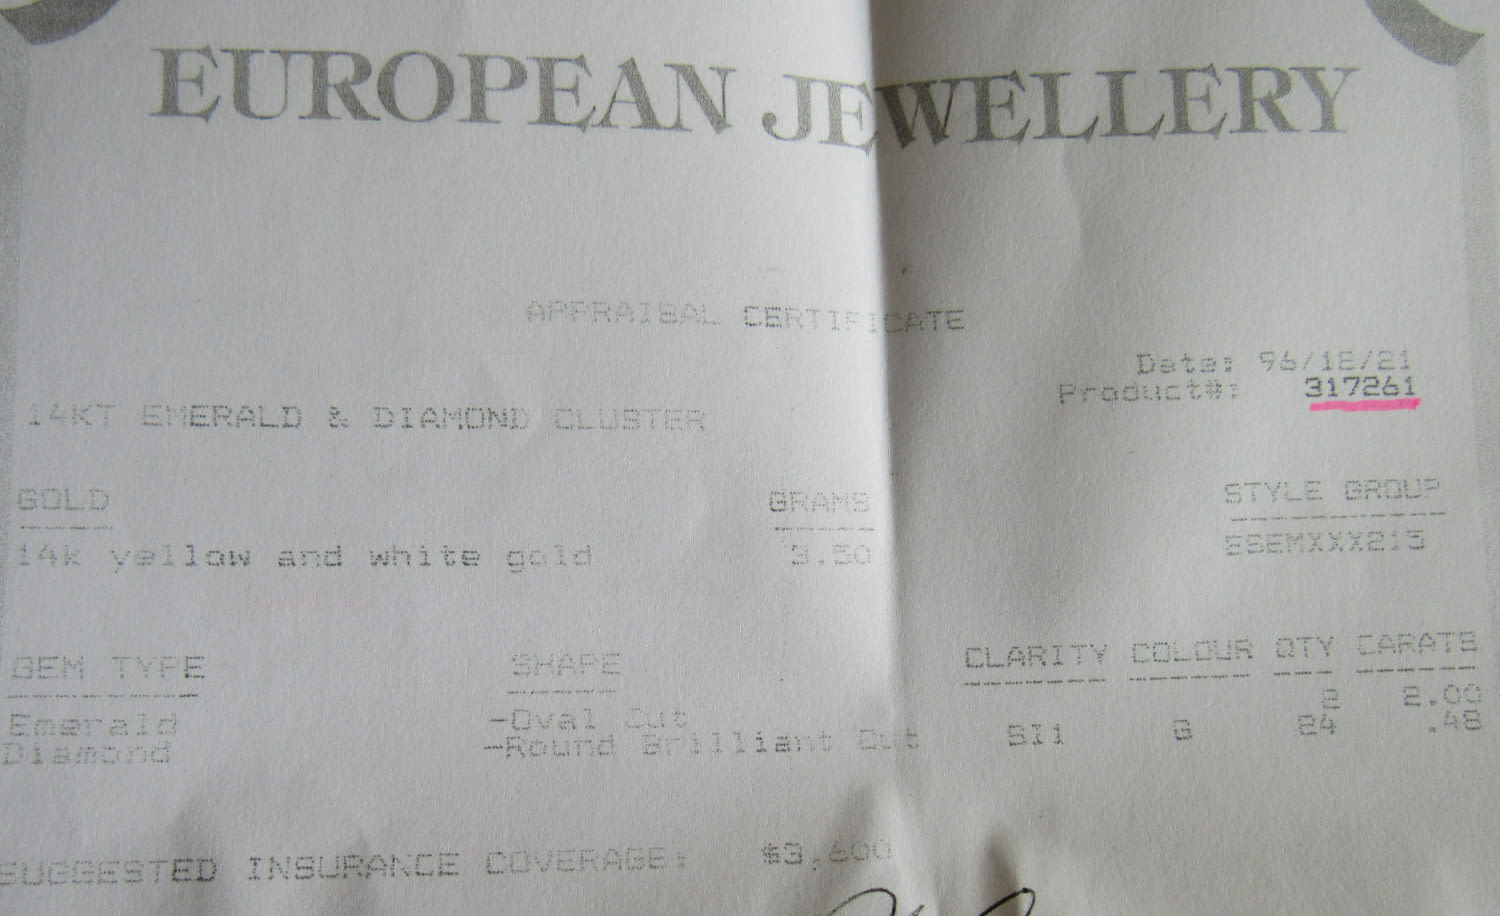 EUROPEAN JEWELLERY
APPRAISAL CERTIFICATE
Date: 96/12/21
Product#: 317261
14KT EMERALD & DIAMOND CLUSTER
GOLD GRAMS STYLE GROUP
14k yellow and white gold 3.50 EBEMXXX213
GEM TYPE SHAPE CLARITY COLOUR QTY CARATS
Emerald -Oval Cut 2 2.00
Diamond -Round Brilliant Cut SI1 G 24 .48
SUGGESTED INSURANCE COVERAGE: $3,600